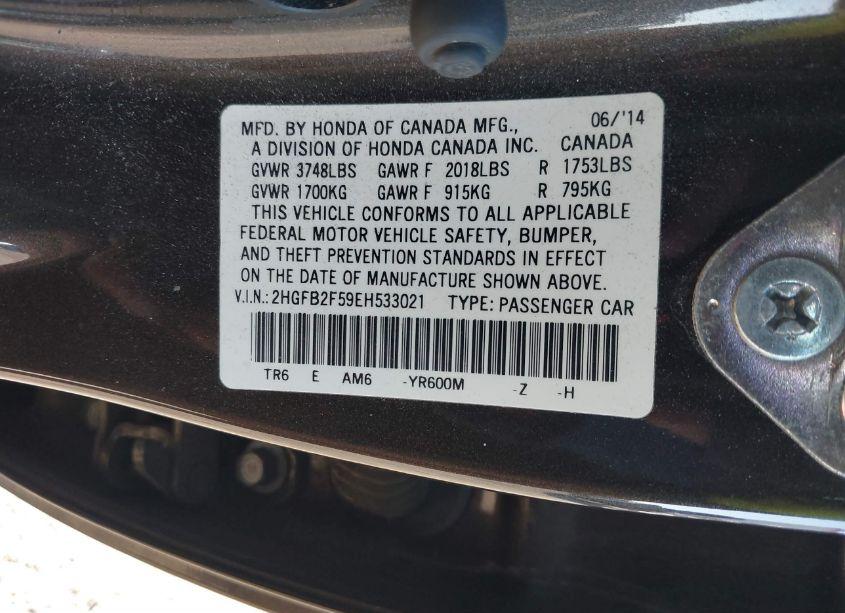 06/'14
MFD. BY HONDA OF CANADA MFG.,
A DIVISION OF HONDA CANADA INC. CANADA
GVWR 3748LBS GAWR F 2018LBS R 1753LBS
GVWR 1700KG GAWR F 915KG R 795KG
THIS VEHICLE CONFORMS TO ALL APPLICABLE
FEDERAL MOTOR VEHICLE SAFETY, BUMPER,
AND THEFT PREVENTION STANDARDS IN EFFECT
ON THE DATE OF MANUFACTURE SHOWN ABOVE.
V.I.N.: 2HGFB2F59EH533021 TYPE: PASSENGER CAR
TR6 E AM6 -YR600M -Z -H